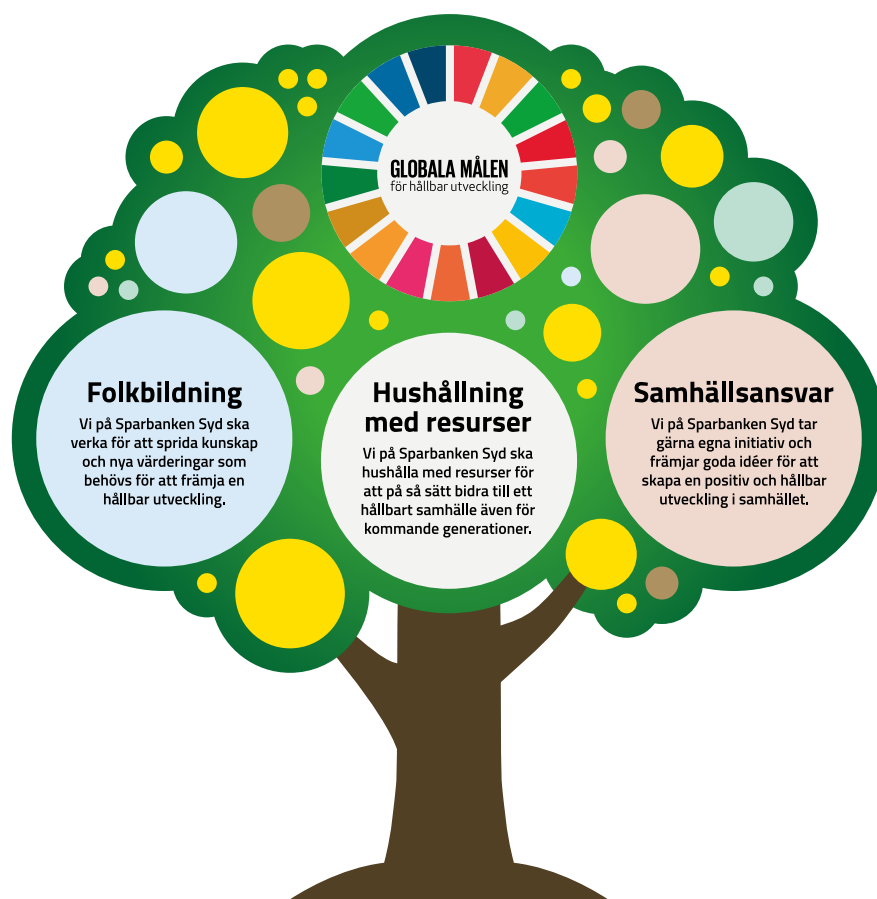 GLOBALA MÅLEN
för hållbar utveckling
Folkbildning
Vi på Sparbanken Syd ska
verka för att sprida kunskap
och nya värderingar som
behövs för att främja en
hållbar utveckling.
Hushållning
med resurser
Vi på Sparbanken Syd ska
hushålla med resurser för
att på så sätt bidra till ett
hållbart samhälle även för
kommande generationer.
Samhällsansvar
Vi på Sparbanken Syd tar
gärna egna initiativ och
främjar goda idéer för att
skapa en positiv och hållbar
utveckling i samhället.